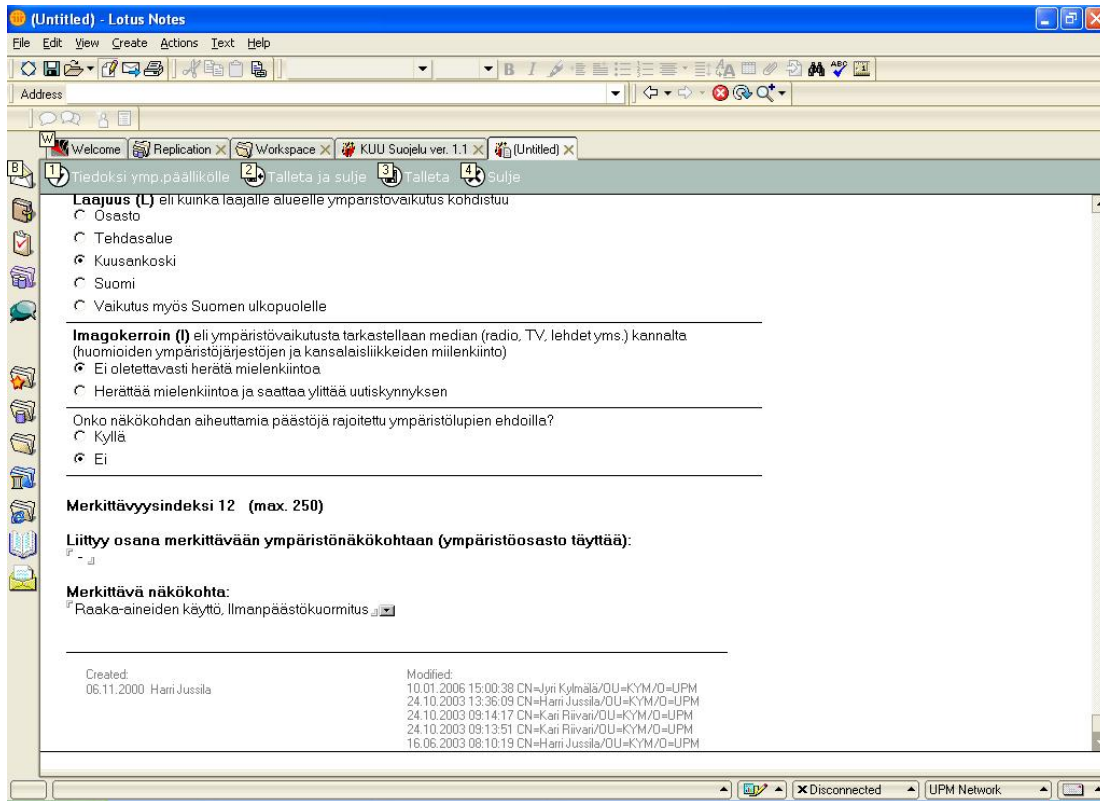 (Untitled) - Lotus Notes
File Edit View Create Actions Text Help
Address
W
Welcome Replication Workspace KUU Suojelu ver. 1.1 (Untitled)
B 1 Tiedoksi ymp.päällikölle 2 Talleta ja sulje 3 Talleta 4 Sulje
Laajuus (L) eli kuinka laajalle alueelle ympäristövaikutus kohdistuu
Osasto
Tehdasalue
Kuusankoski
Suomi
Vaikutus myös Suomen ulkopuolelle
Imagokerroin (I) eli ympäristövaikutusta tarkastellaan median (radio, TV, lehdet yms.) kannalta
(huomioiden ympäristöjärjestöjen ja kansalaisliikkeiden miilenkiinto)
Ei oletettavasti herätä mielenkiintoa
Herättää mielenkiintoa ja saattaa ylittää uutiskynnyksen
Onko näkökohdan aiheuttamia päästöjä rajoitettu ympäristölupien ehdoilla?
Kyllä
Ei
Merkittävyysindeksi 12 (max. 250)
Liittyy osana merkittävään ympäristönäkökohtaan (ympäristöosasto täyttää):
-
Merkittävä näkökohta:
Raaka-aineiden käyttö, Ilmanpäästökuormitus
Created:
06.11.2000 Harri Jussila
Modified:
10.01.2006 15:00:38 CN=Jyri Kylmälä/OU=KYM/O=UPM
24.10.2003 13:36:09 CN=Harri Jussila/OU=KYM/O=UPM
24.10.2003 09:14:17 CN=Kari Riivari/OU=KYM/O=UPM
24.10.2003 09:13:51 CN=Kari Riivari/OU=KYM/O=UPM
16.06.2003 08:10:19 CN=Harri Jussila/OU=KYM/O=UPM
Disconnected UPM Network